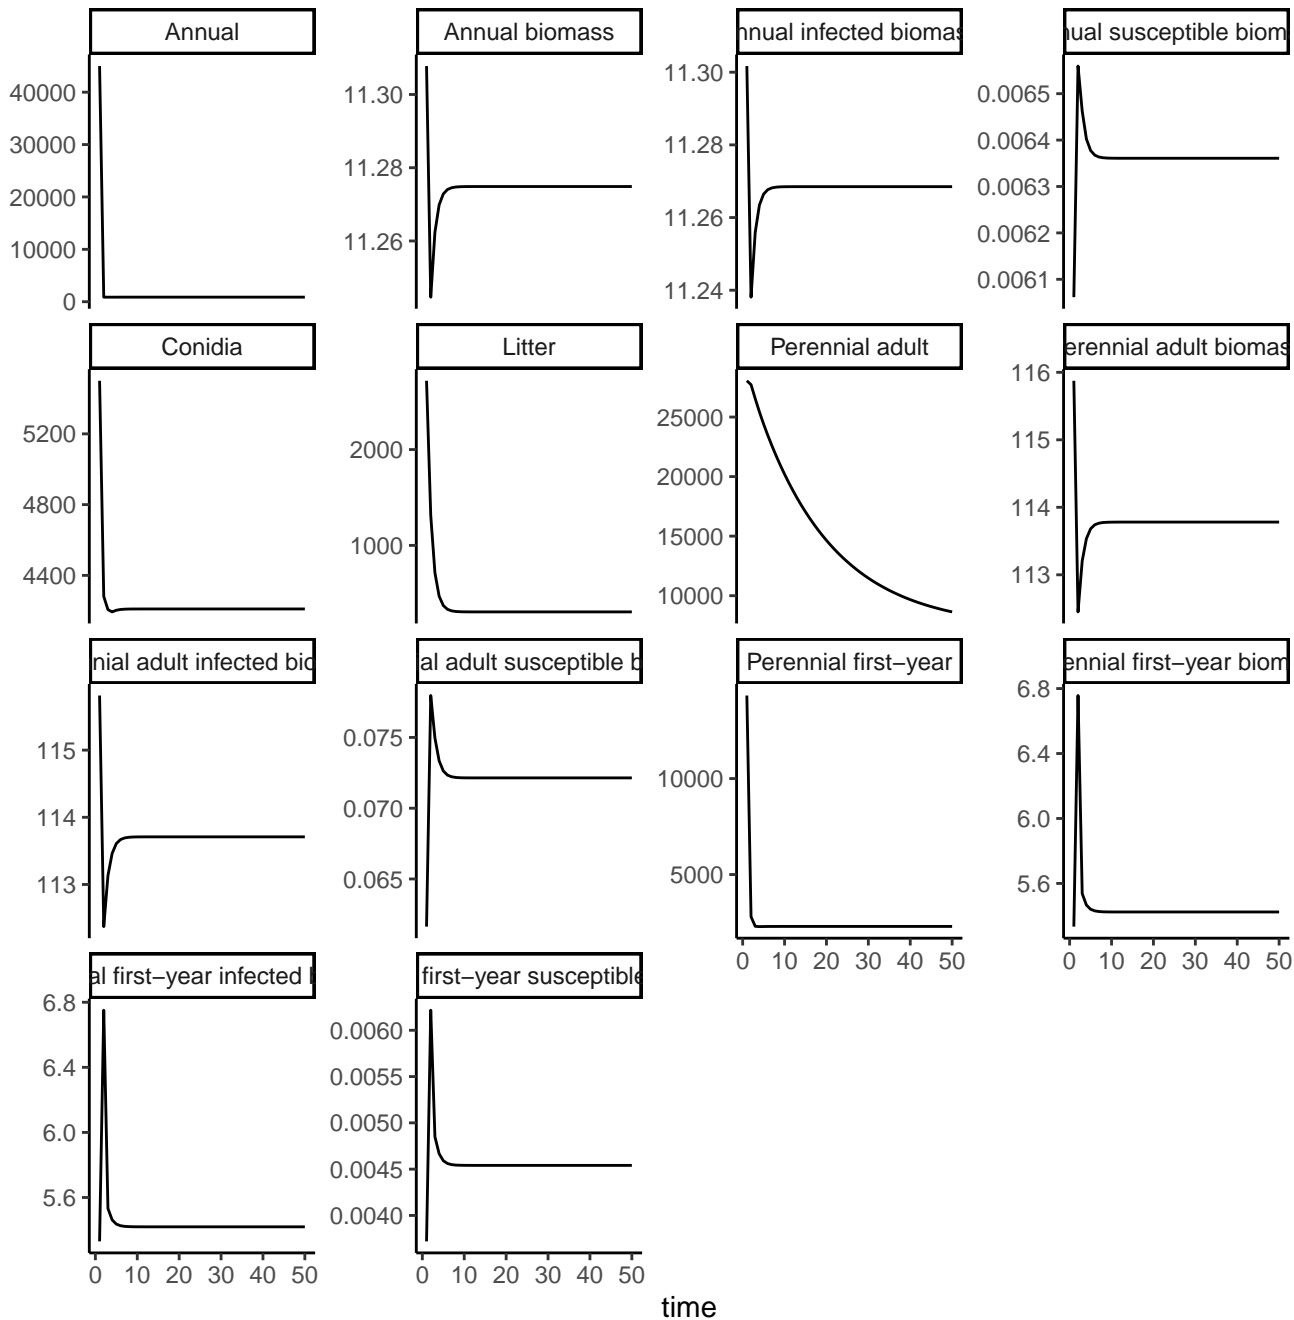 Annual
Annual biomass
nnual infected biomas
nual susceptible biom
40000
30000
20000
10000
0
11.30
11.28
11.26
11.30
11.28
11.26
11.24
0.0065
0.0064
0.0063
0.0062
0.0061
Conidia
Litter
Perennial adult
erennial adult biomas
5200
4800
4400
2000
1000
25000
20000
15000
10000
116
115
114
113
nial adult infected bio
al adult susceptible b
Perennial first−year
ennial first−year biom
115
114
113
0.075
0.070
0.065
10000
5000
6.8
6.4
6.0
5.6
0 10 20 30 40 50
0 10 20 30 40 50
al first−year infected b
first−year susceptible
6.8
6.4
6.0
5.6
0.0060
0.0055
0.0050
0.0045
0.0040
0 10 20 30 40 50
0 10 20 30 40 50
time